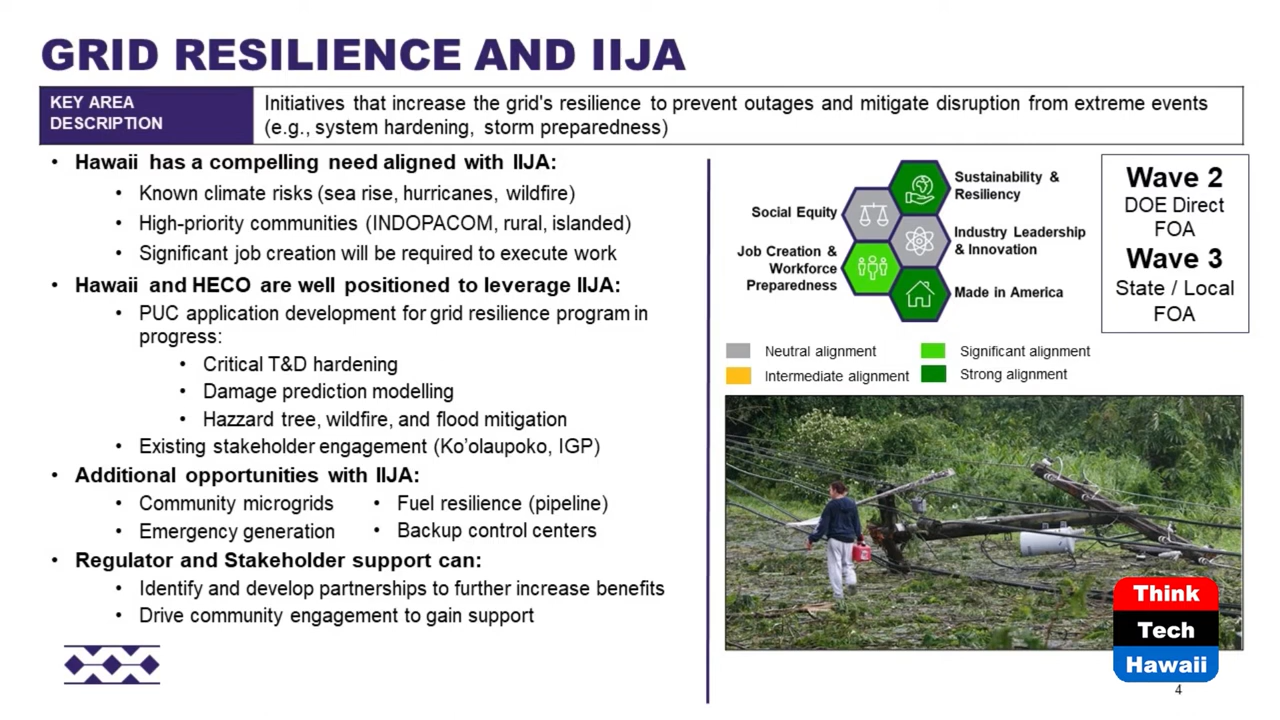 GRID RESILIENCE AND IIJA
KEY AREA
DESCRIPTION
Initiatives that increase the grid's resilience to prevent outages and mitigate disruption from extreme events
(e.g., system hardening, storm preparedness)
• Hawaii has a compelling need aligned with IIJA:
• Known climate risks (sea rise, hurricanes, wildfire)
• High-priority communities (INDOPACOM, rural, islanded)
• Significant job creation will be required to execute work
• Hawaii and HECO are well positioned to leverage IIJA:
• PUC application development for grid resilience program in
progress:
• Critical T&D hardening
• Damage prediction modelling
• Hazzard tree, wildfire, and flood mitigation
• Existing stakeholder engagement (Ko’olaupoko, IGP)
• Additional opportunities with IIJA:
• Community microgrids
• Emergency generation
• Fuel resilience (pipeline)
• Backup control centers
• Regulator and Stakeholder support can:
• Identify and develop partnerships to further increase benefits
• Drive community engagement to gain support
Sustainability &
Resiliency
Social Equity
Industry Leadership
& Innovation
Job Creation &
Workforce
Preparedness
Made in America
Wave 2
DOE Direct
FOA
Wave 3
State / Local
FOA
Neutral alignment
Significant alignment
Intermediate alignment
Strong alignment
Think
Tech
Hawaii
4